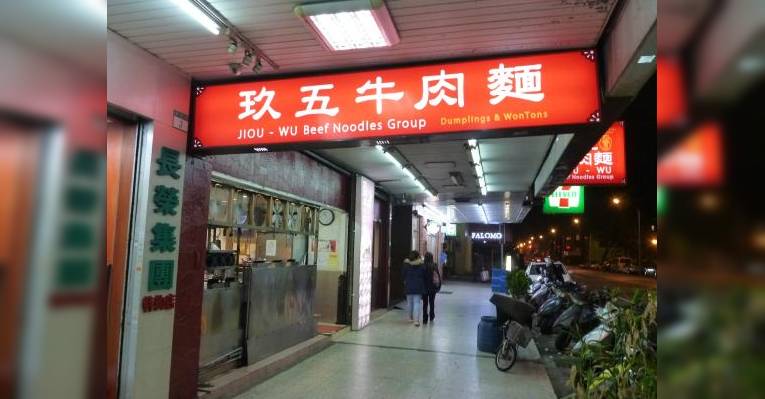 玖五牛肉麵
JIOU - WU Beef Noodles Group Dumplings & WonTons
長榮集團
PALOMO